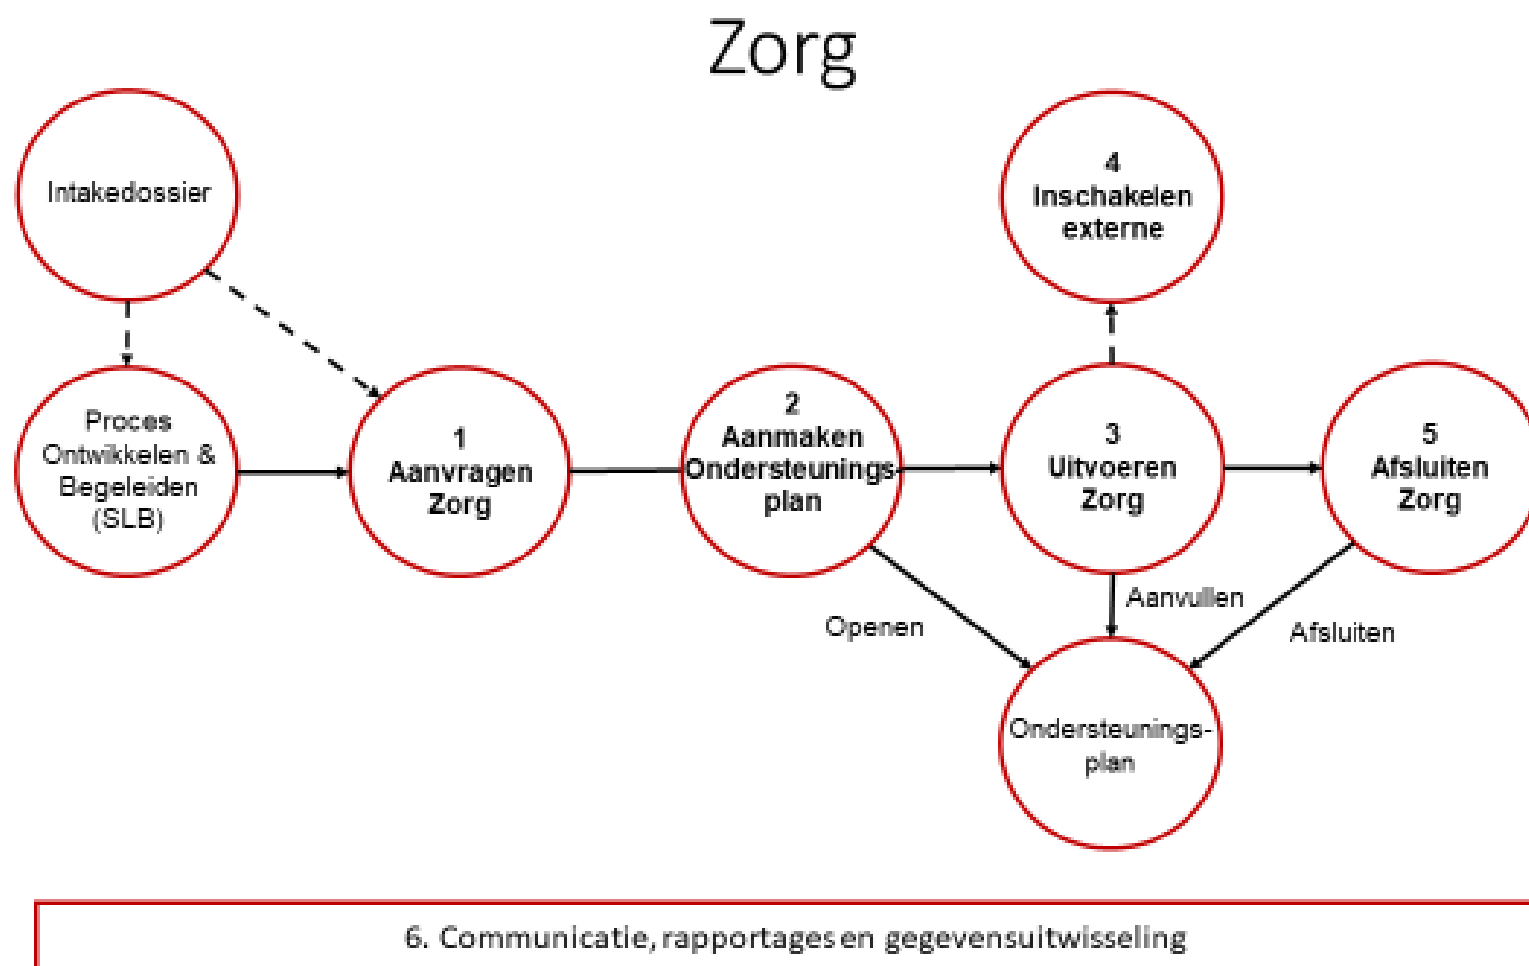 Zorg
Intakedossier
4
Inschakelen
externe
Proces
Ontwikkelen &
Begeleiden
(SLB)
1
Aanvragen
Zorg
2
Aanmaken
Ondersteunings-
plan
3
Uitvoeren
Zorg
5
Afsluiten
Zorg
Openen
Aanvullen
Afsluiten
Ondersteunings-
plan
6. Communicatie, rapportages en gegevensuitwisseling